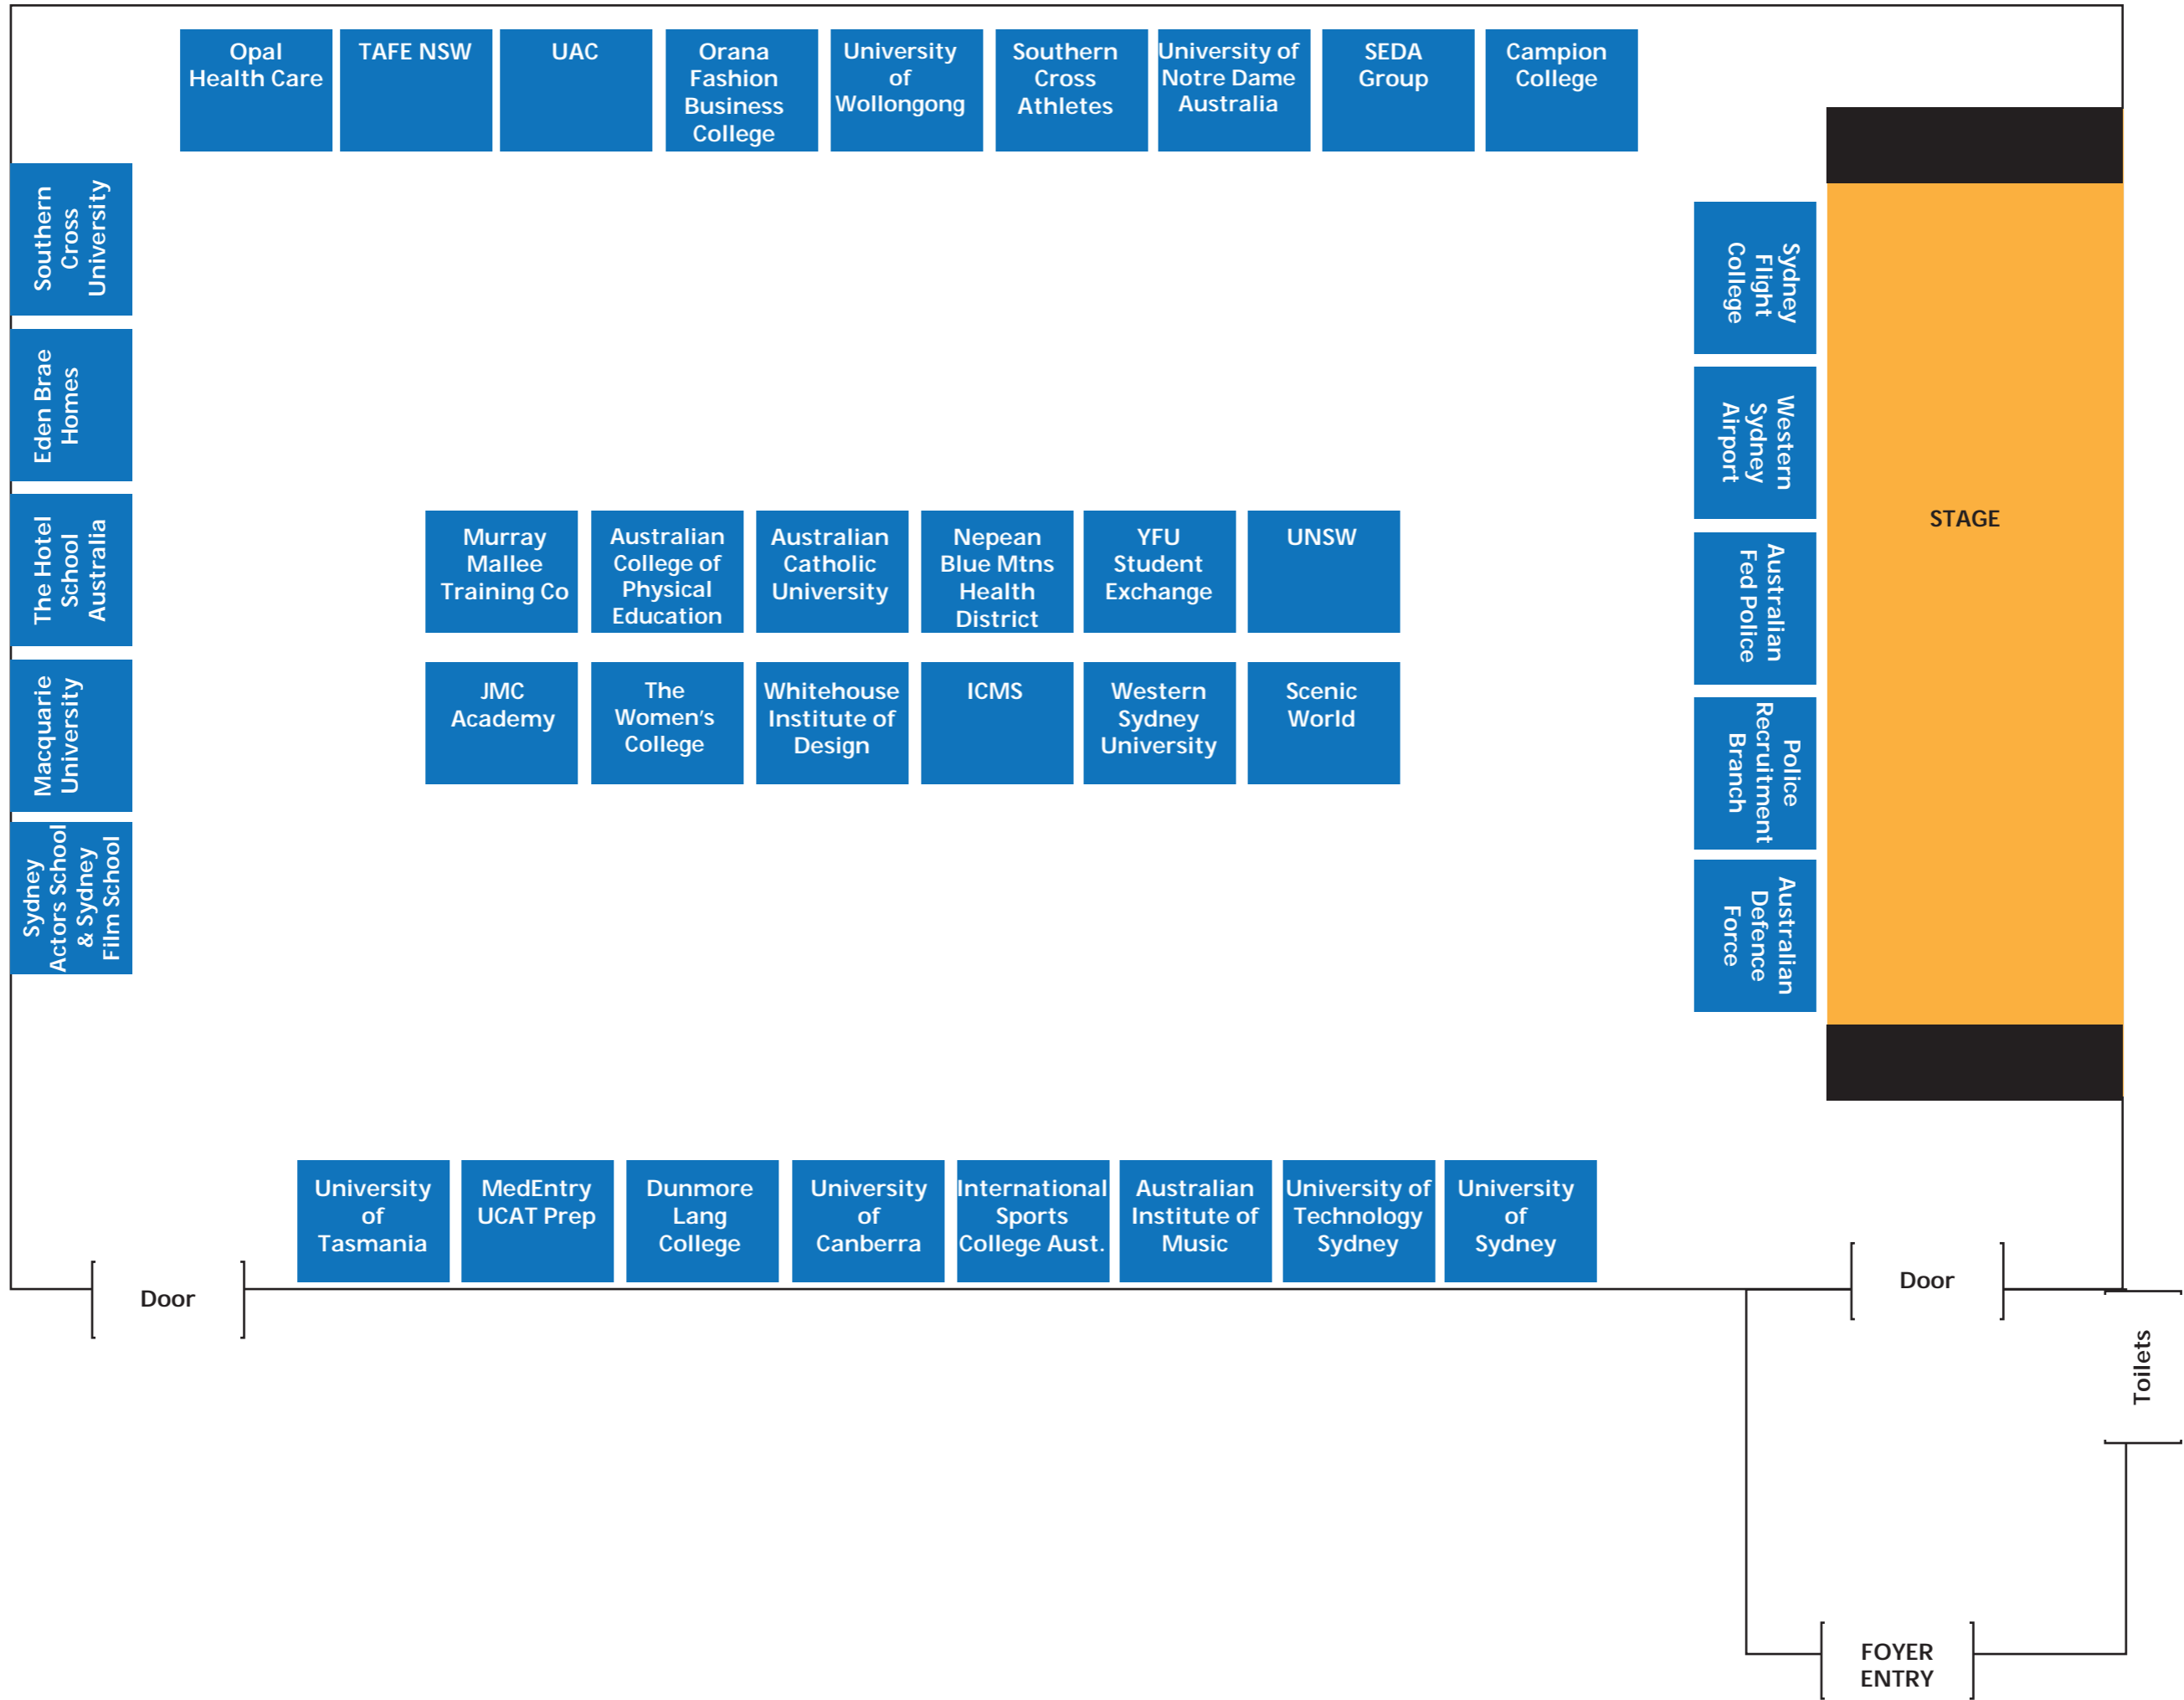 Opal
Health Care
TAFE NSW
UAC
Orana
Fashion
Business
College
University
of
Wollongong
Southern
Cross
Athletes
University of
Notre Dame
Australia
SEDA
Group
Campion
College
Southern
Cross
University
Eden Brae
Homes
The Hotel
School
Australia
Macquarie
University
Sydney
Actors School
& Sydney
Film School
Murray
Mallee
Training Co
Australian
College of
Physical
Education
Australian
Catholic
University
Nepean
Blue Mtns
Health
District
YFU
Student
Exchange
UNSW
JMC
Academy
The
Women's
College
Whitehouse
Institute of
Design
ICMS
Western
Sydney
University
Scenic
World
Sydney
Flight
College
Western
Sydney
Airport
Australian
Fed Police
Police
Recruitment
Branch
Australian
Defence
Force
STAGE
University
of
Tasmania
MedEntry
UCAT Prep
Dunmore
Lang
College
University
of
Canberra
International
Sports
College Aust.
Australian
Institute of
Music
University of
Technology
Sydney
University
of
Sydney
Door
Door
Toilets
FOYER
ENTRY